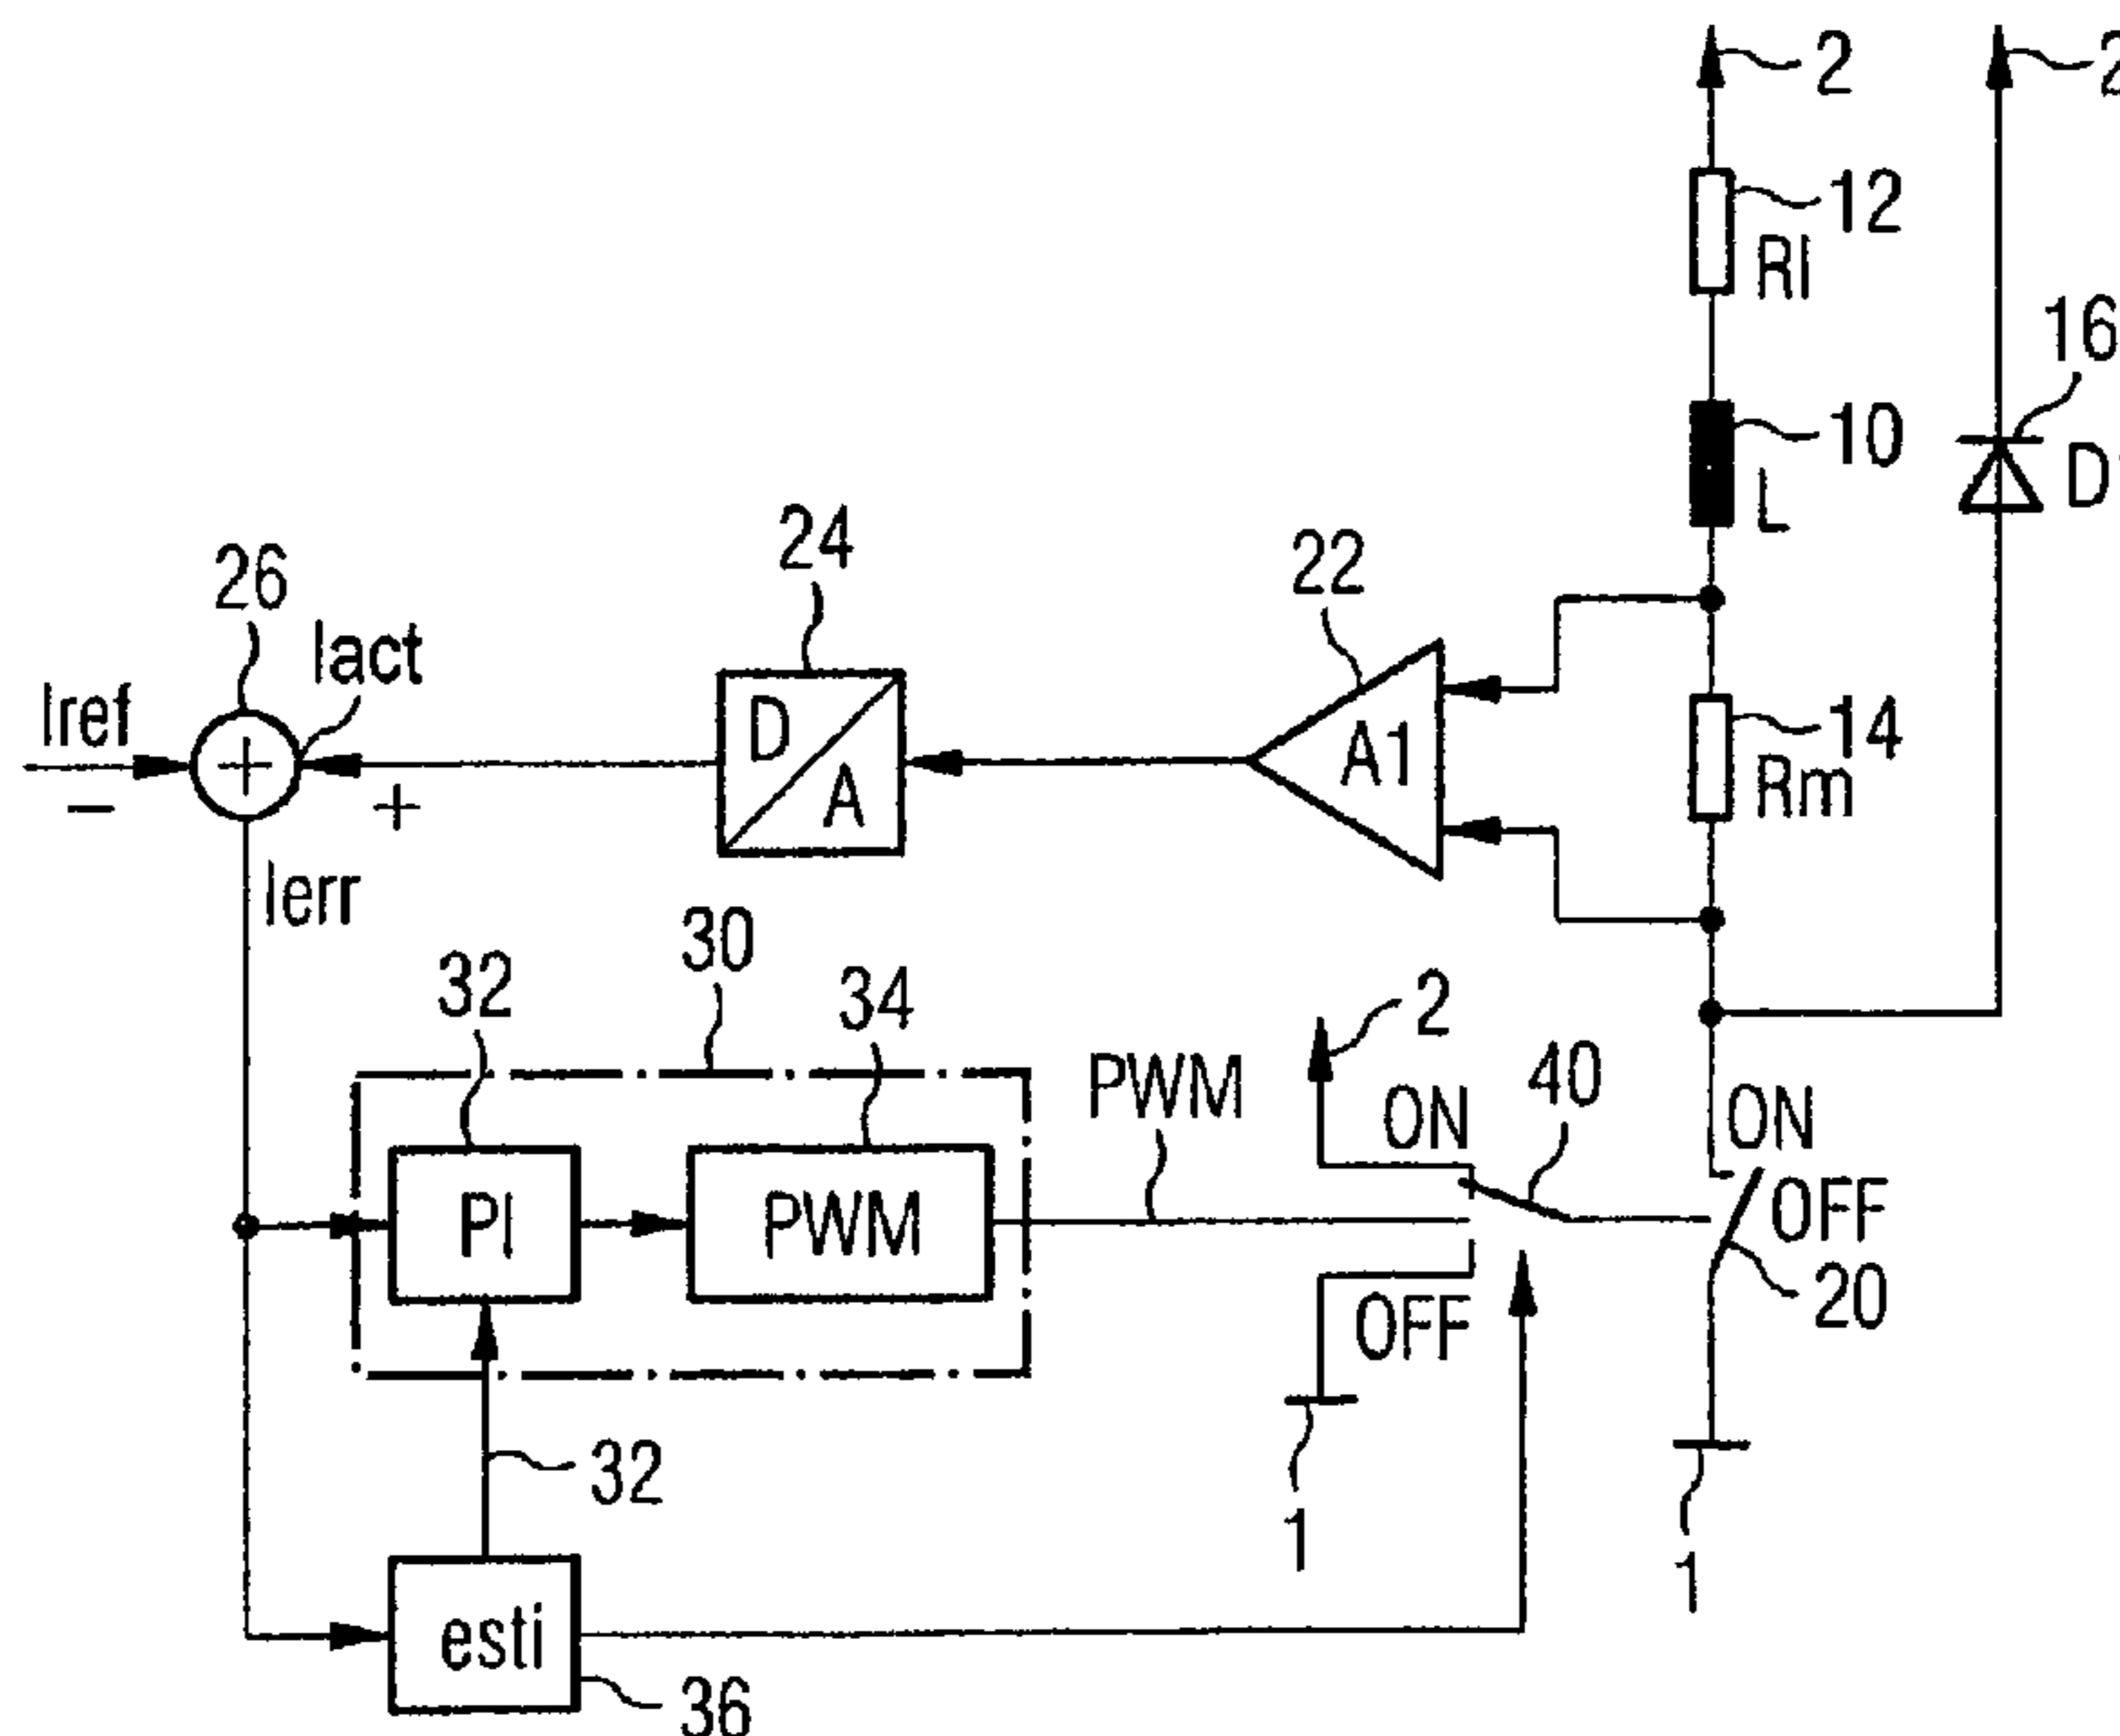 2
12
Rl
16
10
L
24
22
26
Iact
Iref
D
A
A1
14
Rm
−
+
+
Ierr
30
32
34
2
PWM
ON
40
ON
PI
PWM
OFF
20
OFF
32
1
1
esti
36